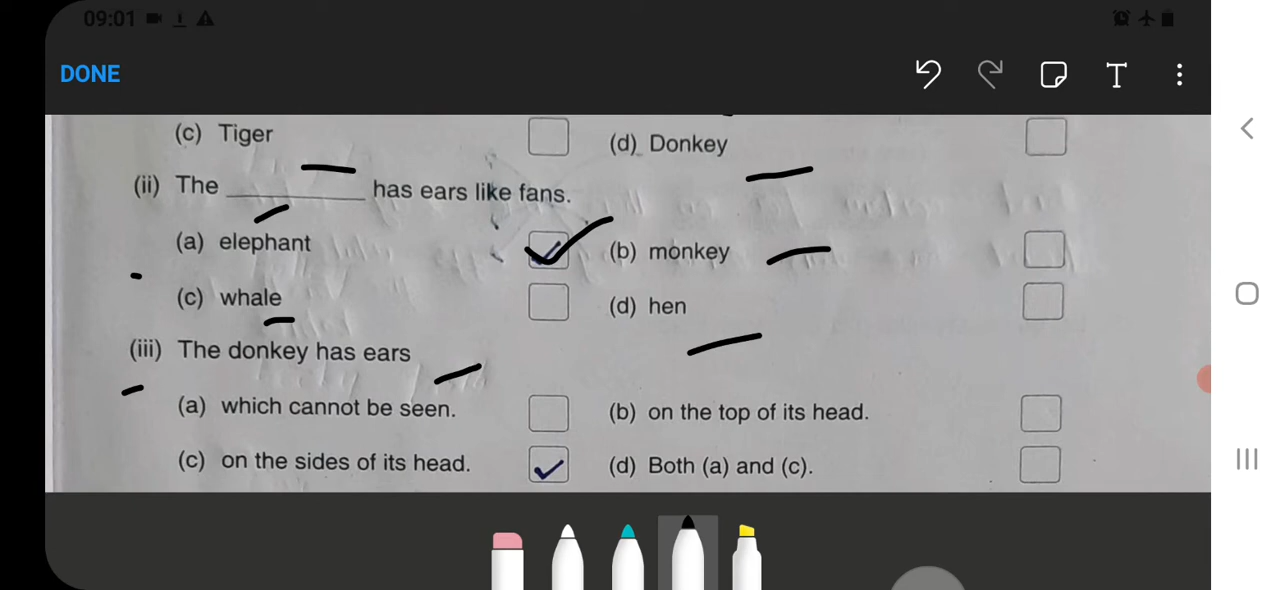 09:01
DONE
(c) Tiger
(d) Donkey
(ii) The ____________ has ears like fans.
(a) elephant
(b) monkey
(c) whale
(d) hen
(iii) The donkey has ears
(a) which cannot be seen.
(b) on the top of its head.
(c) on the sides of its head.
(d) Both (a) and (c).